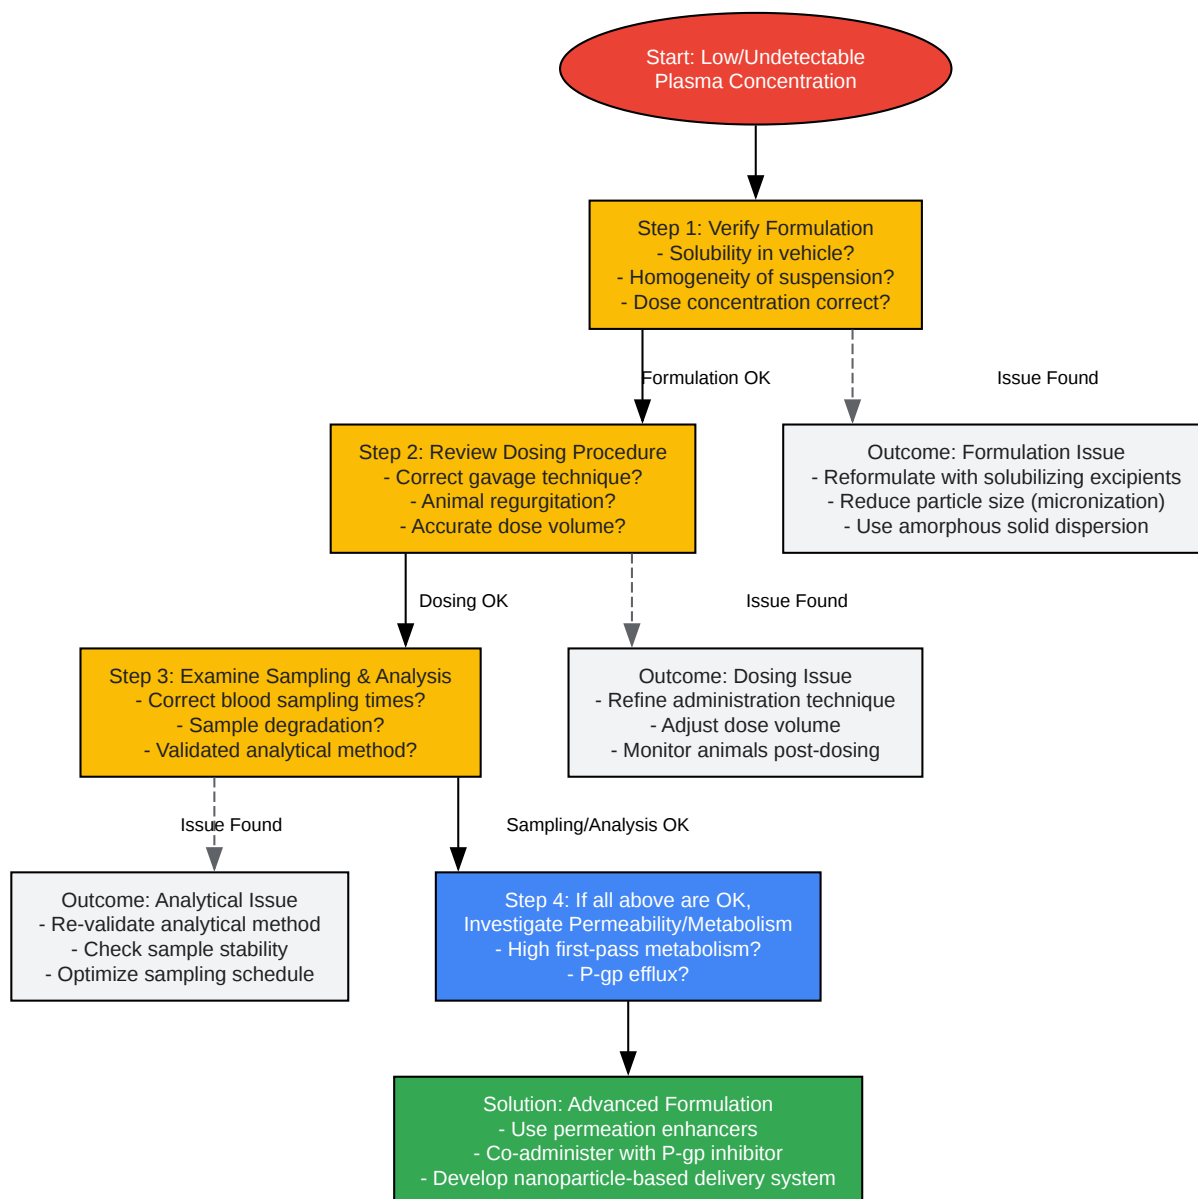 Start: Low/Undetectable
Plasma Concentration
Step 1: Verify Formulation
- Solubility in vehicle?
- Homogeneity of suspension?
- Dose concentration correct?
Formulation OK
Issue Found
Step 2: Review Dosing Procedure
- Correct gavage technique?
- Animal regurgitation?
- Accurate dose volume?
Outcome: Formulation Issue
- Reformulate with solubilizing excipients
- Reduce particle size (micronization)
- Use amorphous solid dispersion
Dosing OK
Issue Found
Step 3: Examine Sampling & Analysis
- Correct blood sampling times?
- Sample degradation?
- Validated analytical method?
Outcome: Dosing Issue
- Refine administration technique
- Adjust dose volume
- Monitor animals post-dosing
Issue Found
Sampling/Analysis OK
Outcome: Analytical Issue
- Re-validate analytical method
- Check sample stability
- Optimize sampling schedule
Step 4: If all above are OK,
Investigate Permeability/Metabolism
- High first-pass metabolism?
- P-gp efflux?
Solution: Advanced Formulation
- Use permeation enhancers
- Co-administer with P-gp inhibitor
- Develop nanoparticle-based delivery system